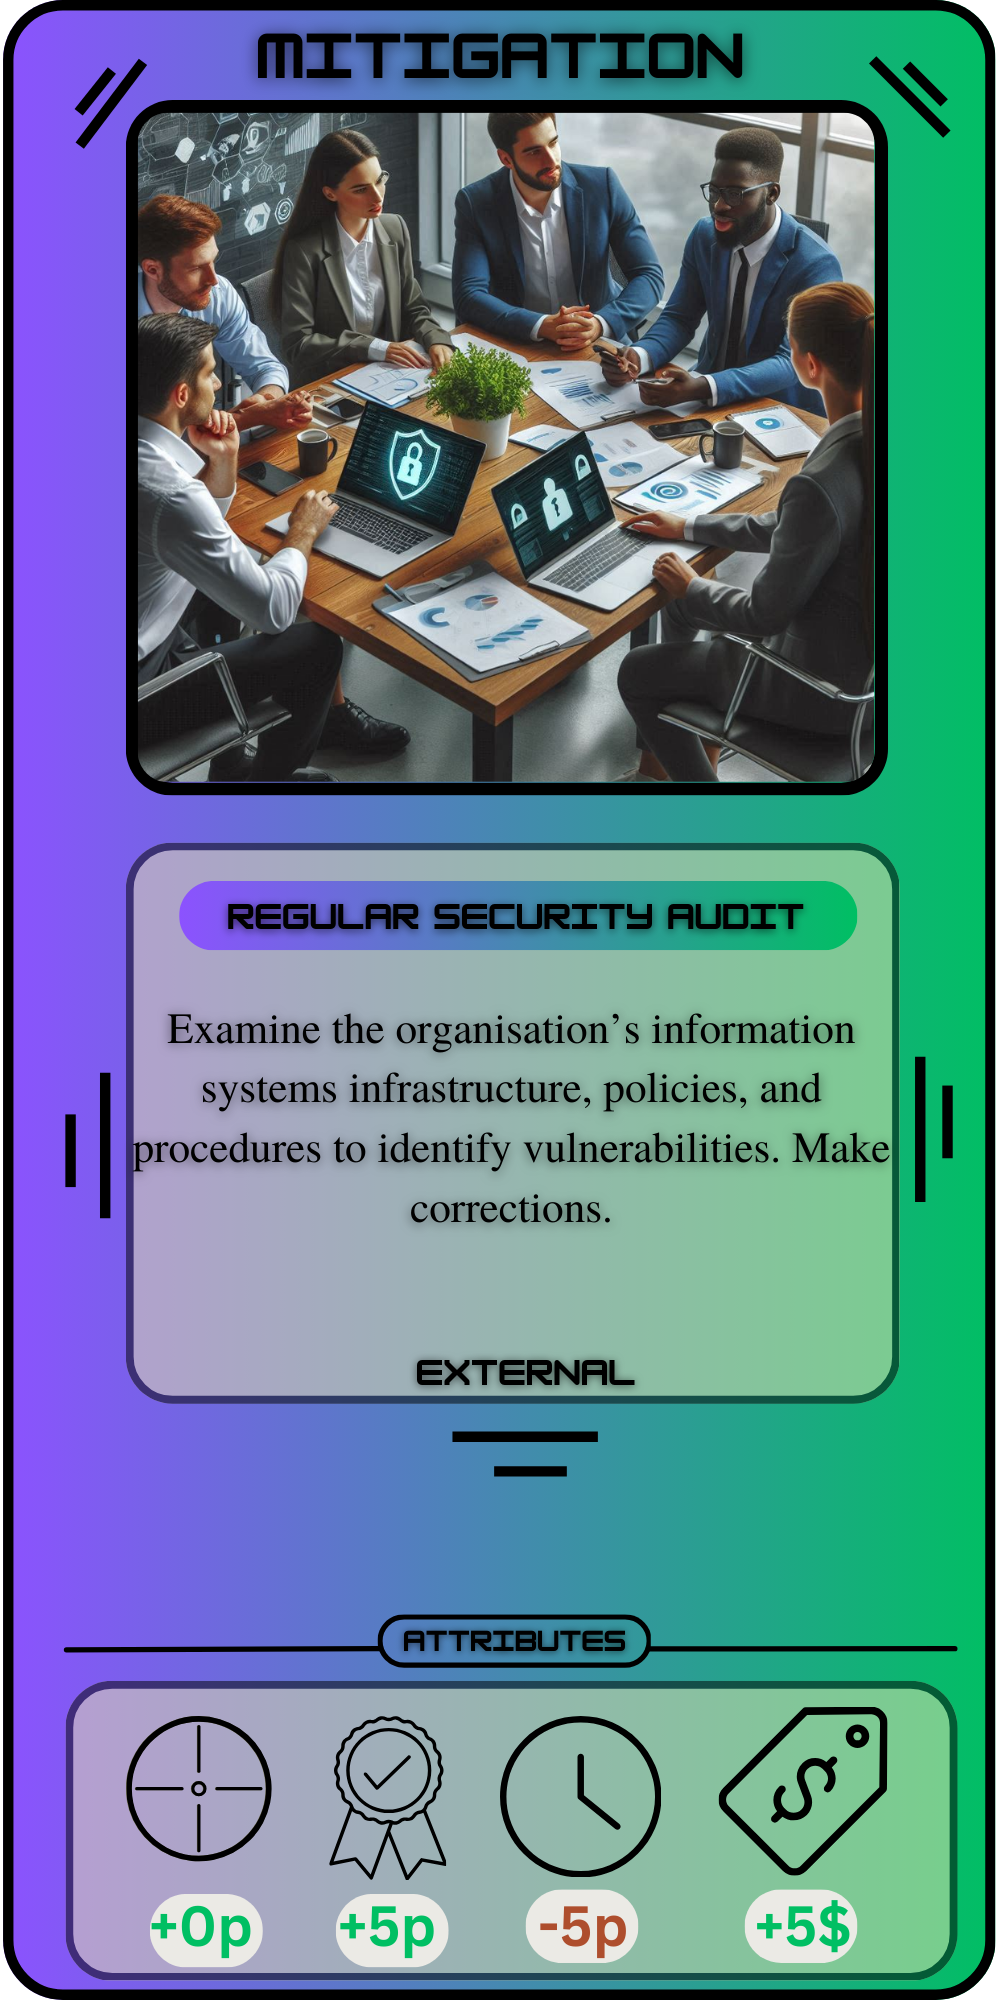 MITIGATION
REGULAR SECURITY AUDIT
Examine the organisation’s information
systems infrastructure, policies, and
procedures to identify vulnerabilities. Make
corrections.
EXTERNAL
ATTRIBUTES
+0p +5p -5p +5$